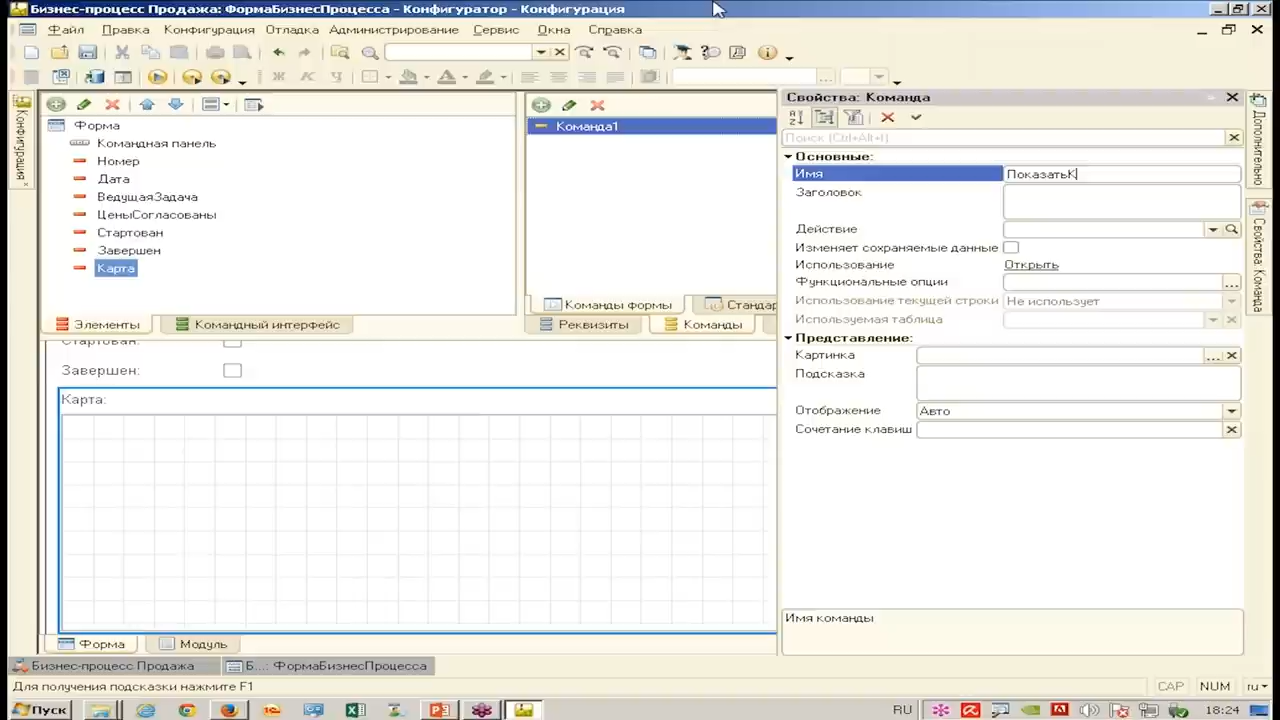 Бизнес-процесс Продажа: ФормаБизнесПроцесса - Конфигуратор - Конфигурация
Файл Правка Конфигурация Отладка Администрирование Сервис Окна Справка
Конфигурация
Форма
Командная панель
Номер
Дата
ВедущаяЗадача
ЦеныСогласованы
Стартован
Завершен
Карта
Элементы Командный интерфейс
Команда1
Команды формы Стандар
Реквизиты Команды
Стартован:
Завершен:
Карта:
Форма Модуль
Свойства: Команда
Поиск (Ctrl+Alt+I)
Основные:
Имя ПоказатьК
Заголовок
Действие
Изменяет сохраняемые данные
Использование Открыть
Функциональные опции ...
Использование текущей строки Не использует
Используемая таблица
Представление:
Картинка ...
Подсказка
Отображение Авто
Сочетание клавиш
Имя команды
Дополнительно
Свойства: Команда
Бизнес-процесс Продажа Б...: ФормаБизнесПроцесса
Для получения подсказки нажмите F1 CAP NUM ru
Пуск RU 18:24